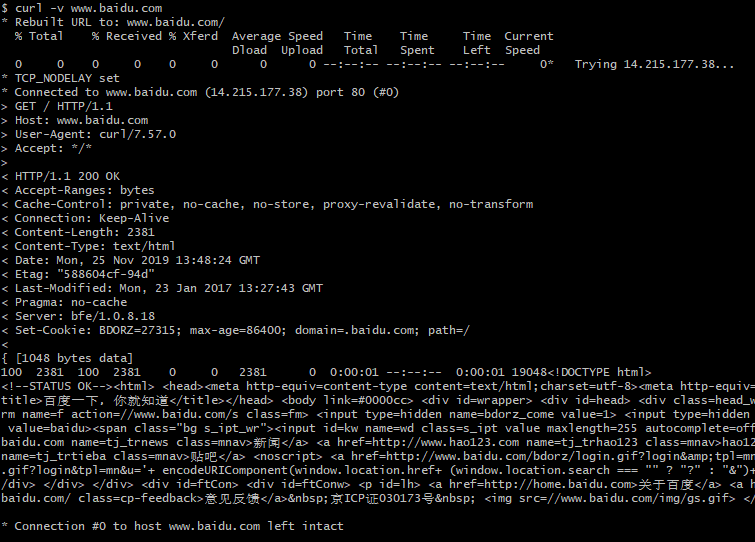 $ curl -v www.baidu.com
* Rebuilt URL to: www.baidu.com/
  % Total    % Received % Xferd  Average Speed   Time    Time     Time  Current
                                 Dload  Upload   Total   Spent    Left  Speed
  0     0    0     0    0     0      0      0 --:--:-- --:--:-- --:--:--     0*   Trying 14.215.177.38...
* TCP_NODELAY set
* Connected to www.baidu.com (14.215.177.38) port 80 (#0)
> GET / HTTP/1.1
> Host: www.baidu.com
> User-Agent: curl/7.57.0
> Accept: */*
>
< HTTP/1.1 200 OK
< Accept-Ranges: bytes
< Cache-Control: private, no-cache, no-store, proxy-revalidate, no-transform
< Connection: Keep-Alive
< Content-Length: 2381
< Content-Type: text/html
< Date: Mon, 25 Nov 2019 13:48:24 GMT
< Etag: "588604cf-94d"
< Last-Modified: Mon, 23 Jan 2017 13:27:43 GMT
< Pragma: no-cache
< Server: bfe/1.0.8.18
< Set-Cookie: BDORZ=27315; max-age=86400; domain=.baidu.com; path=/
<
{ [1048 bytes data]
100  2381  100  2381    0     0   2381      0  0:00:01 --:--:--  0:00:01 19048<!DOCTYPE html>
<!--STATUS OK--><html> <head><meta http-equiv=content-type content=text/html;charset=utf-8><meta http-equiv=
title>百度一下，你就知道</title></head> <body link=#0000cc> <div id=wrapper> <div id=head> <div class=head_w
rm name=f action=//www.baidu.com/s class=fm> <input type=hidden name=bdorz_come value=1> <input type=hidden
 value=baidu><span class="bg s_ipt_wr"><input id=kw name=wd class=s_ipt value maxlength=255 autocomplete=off
baidu.com name=tj_trnews class=mnav>新闻</a> <a href=http://www.hao123.com name=tj_trhao123 class=mnav>hao12
name=tj_trtieba class=mnav>贴吧</a> <noscript> <a href=http://www.baidu.com/bdorz/login.gif?login&amp;tpl=mn
.gif?login&tpl=mn&u='+ encodeURIComponent(window.location.href+ (window.location.search === "" ? "?" : "&")+
/div> </div> </div> <div id=ftCon> <div id=ftConw> <p id=lh> <a href=http://home.baidu.com>关于百度</a> <a h
baidu.com/ class=cp-feedback>意见反馈</a>&nbsp;京ICP证030173号&nbsp; <img src=//www.baidu.com/img/gs.gif> </
* Connection #0 to host www.baidu.com left intact